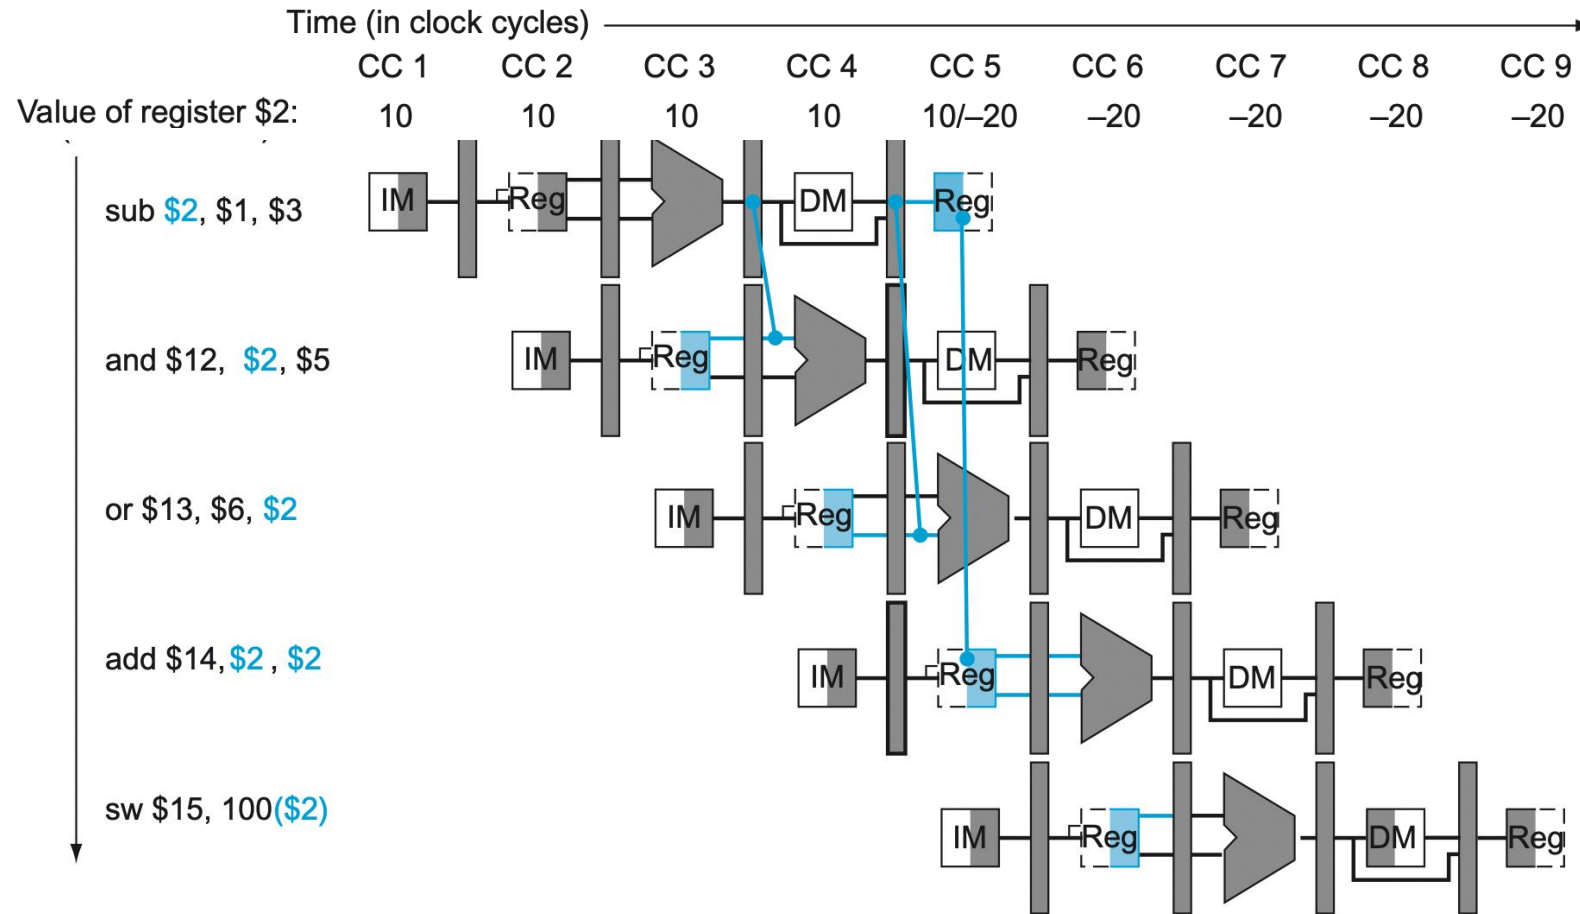 Time (in clock cycles)
CC 1 CC 2 CC 3 CC 4 CC 5 CC 6 CC 7 CC 8 CC 9
Value of register $2: 10 10 10 10 10/–20 –20 –20 –20 –20
sub $2, $1, $3 IM Reg DM Reg
and $12, $2, $5 IM Reg DM Reg
or $13, $6, $2 IM Reg DM Reg
add $14,$2 , $2 IM Reg DM Reg
sw $15, 100($2) IM Reg DM Reg